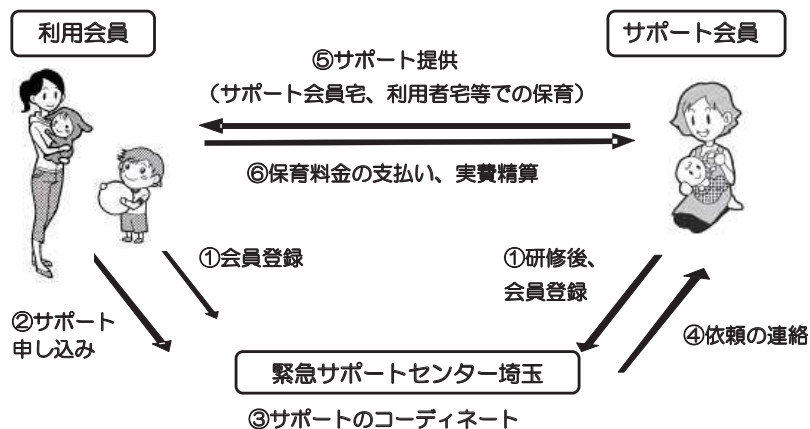 利用会員
サポート会員
⑤サポート提供
（サポート会員宅、利用者宅等での保育）
⑥保育料金の支払い、実費精算
①会員登録
①研修後、
会員登録
②サポート
申し込み
④依頼の連絡
緊急サポートセンター埼玉
③サポートのコーディネート